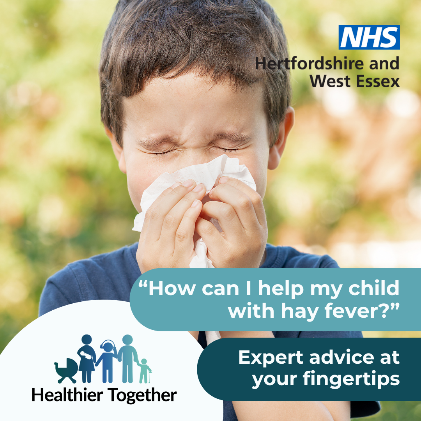 NHS
Hertfordshire and
West Essex
“How can I help my child
with hay fever?”
Expert advice at
your fingertips
Healthier Together